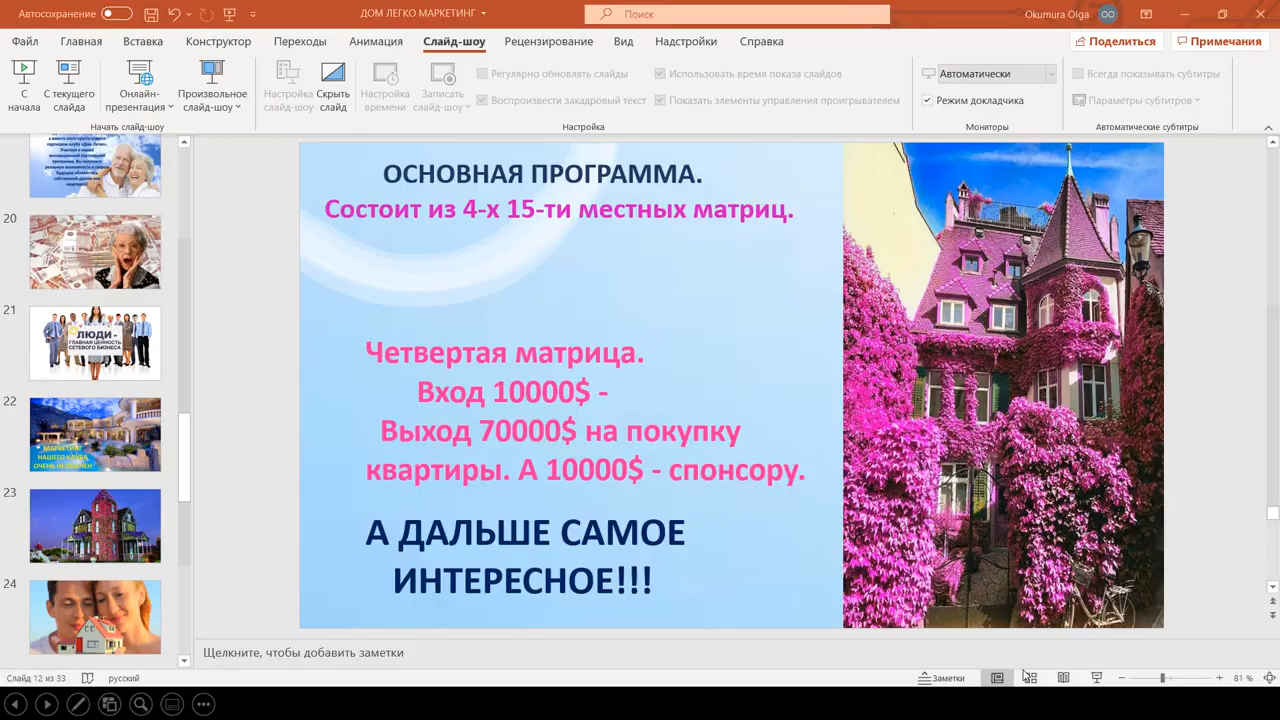 Автосохранение
ДОМ ЛЕГКО МАРКЕТИНГ
Поиск
Okumura Olga
OO
Файл Главная Вставка Конструктор Переходы Анимация Слайд-шоу Рецензирование Вид Надстройки Справка
Поделиться
Примечания
С начала
С текущего слайда
Онлайн-презентация
Произвольное слайд-шоу
Настройка слайд-шоу
Скрыть слайд
Настройка времени
Записать слайд-шоу
Регулярно обновлять слайды
Воспроизвести закадровый текст
Использовать время показа слайдов
Показать элементы управления проигрывателем
Автоматически
Режим докладчика
Всегда показывать субтитры
Параметры субтитров
Начать слайд-шоу
Настройка
Мониторы
Автоматические субтитры
20
21
ЛЮДИ -
ГЛАВНАЯ ЦЕННОСТЬ
СЕТЕВОГО БИЗНЕСА
22
МАРКЕТИНГ
НАШЕГО КЛУБА
23
24
ОСНОВНАЯ ПРОГРАММА.
Состоит из 4-х 15-ти местных матриц.
Четвертая матрица.
Вход 10000$ -
Выход 70000$ на покупку
квартиры. А 10000$ - спонсору.
А ДАЛЬШЕ САМОЕ
ИНТЕРЕСНОЕ!!!
Щелкните, чтобы добавить заметки
Слайд 12 из 33
русский
Заметки
81 %